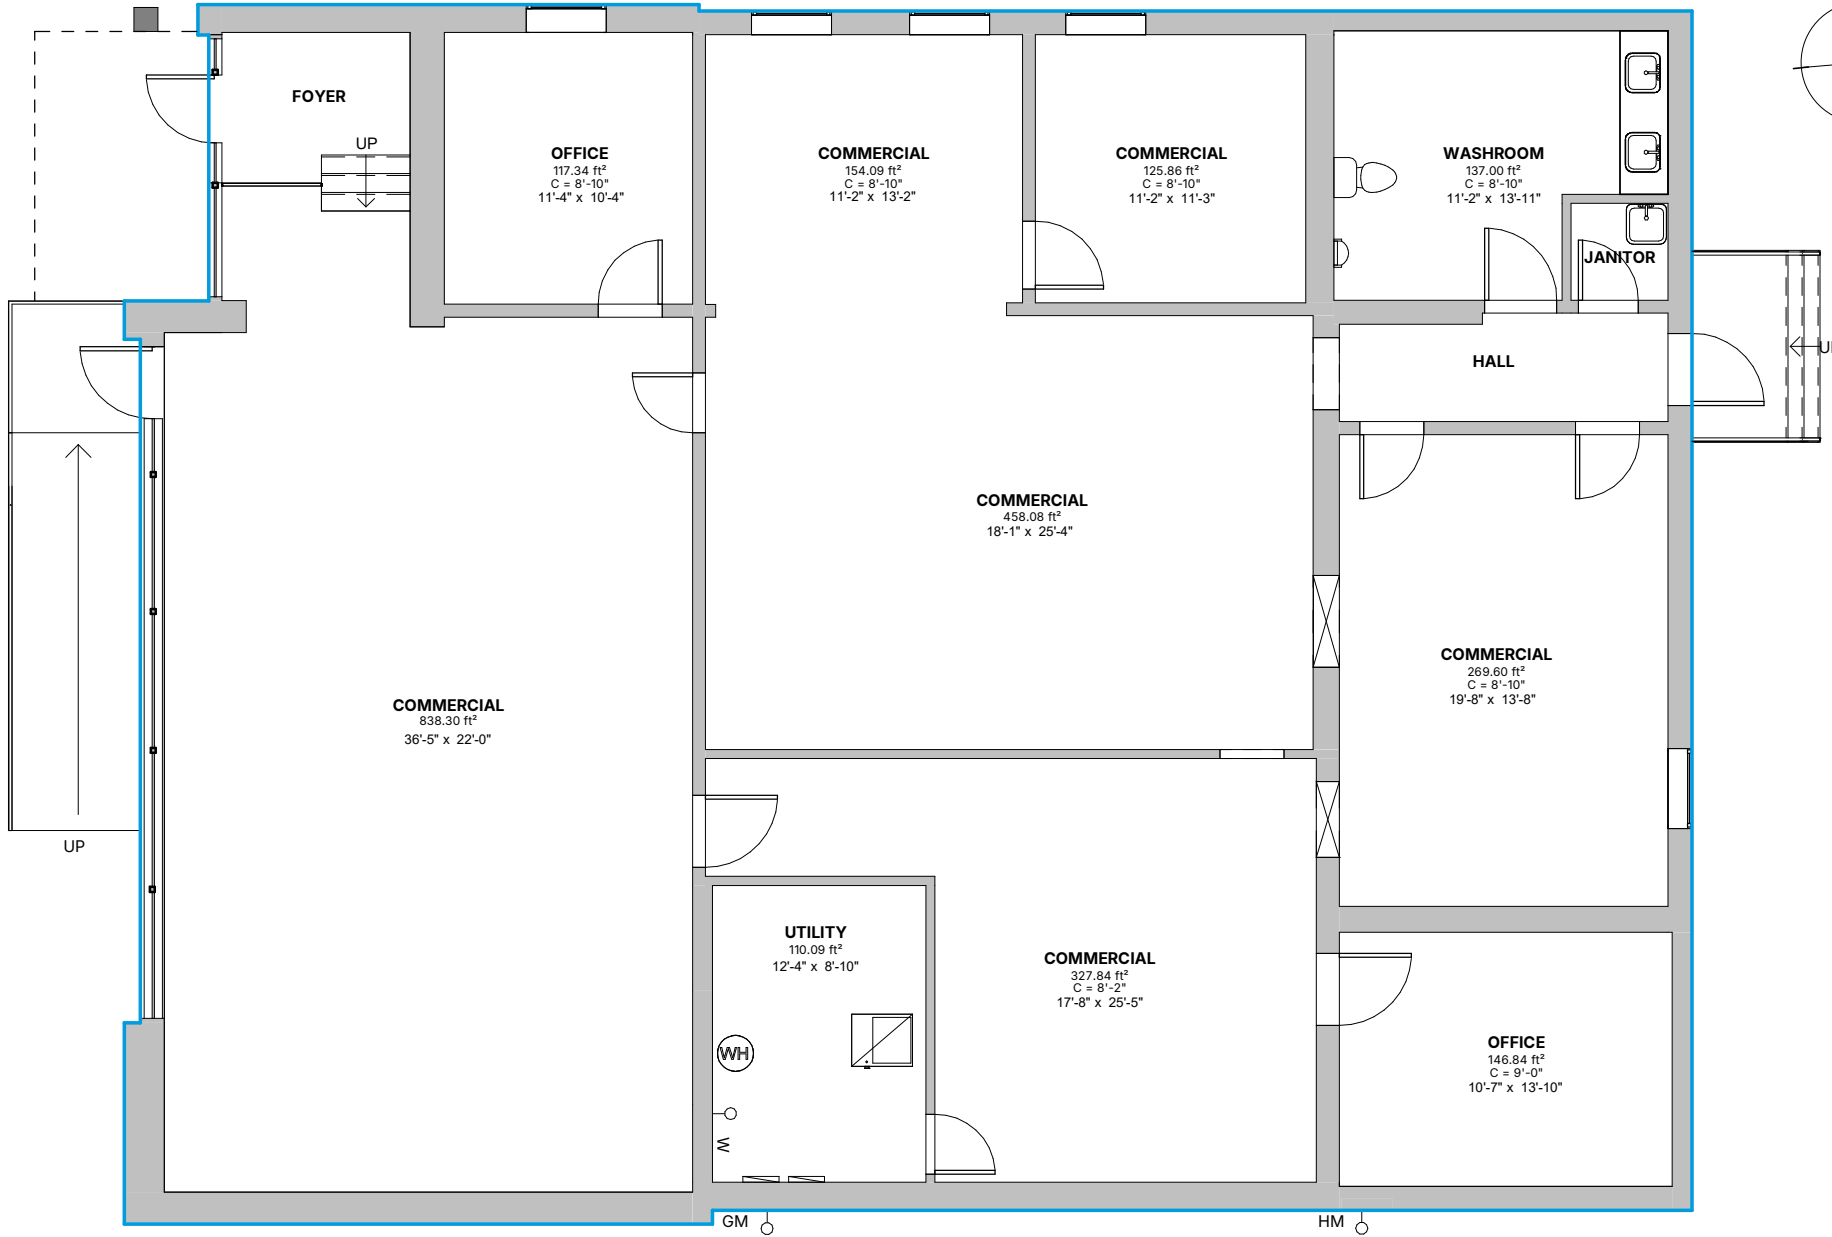 FOYER
UP
OFFICE
117.34 ft²
C = 8'-10"
11'-4" x 10'-4"
COMMERCIAL
154.09 ft²
C = 8'-10"
11'-2" x 13'-2"
COMMERCIAL
125.86 ft²
C = 8'-10"
11'-2" x 11'-3"
WASHROOM
137.00 ft²
C = 8'-10"
11'-2" x 13'-11"
JANITOR
HALL
COMMERCIAL
458.08 ft²
18'-1" x 25'-4"
COMMERCIAL
269.60 ft²
C = 8'-10"
19'-8" x 13'-8"
COMMERCIAL
838.30 ft²
36'-5" x 22'-0"
UP
UTILITY
110.09 ft²
12'-4" x 8'-10"
WH
W
COMMERCIAL
327.84 ft²
C = 8'-2"
17'-8" x 25'-5"
OFFICE
146.84 ft²
C = 9'-0"
10'-7" x 13'-10"
GM
HM